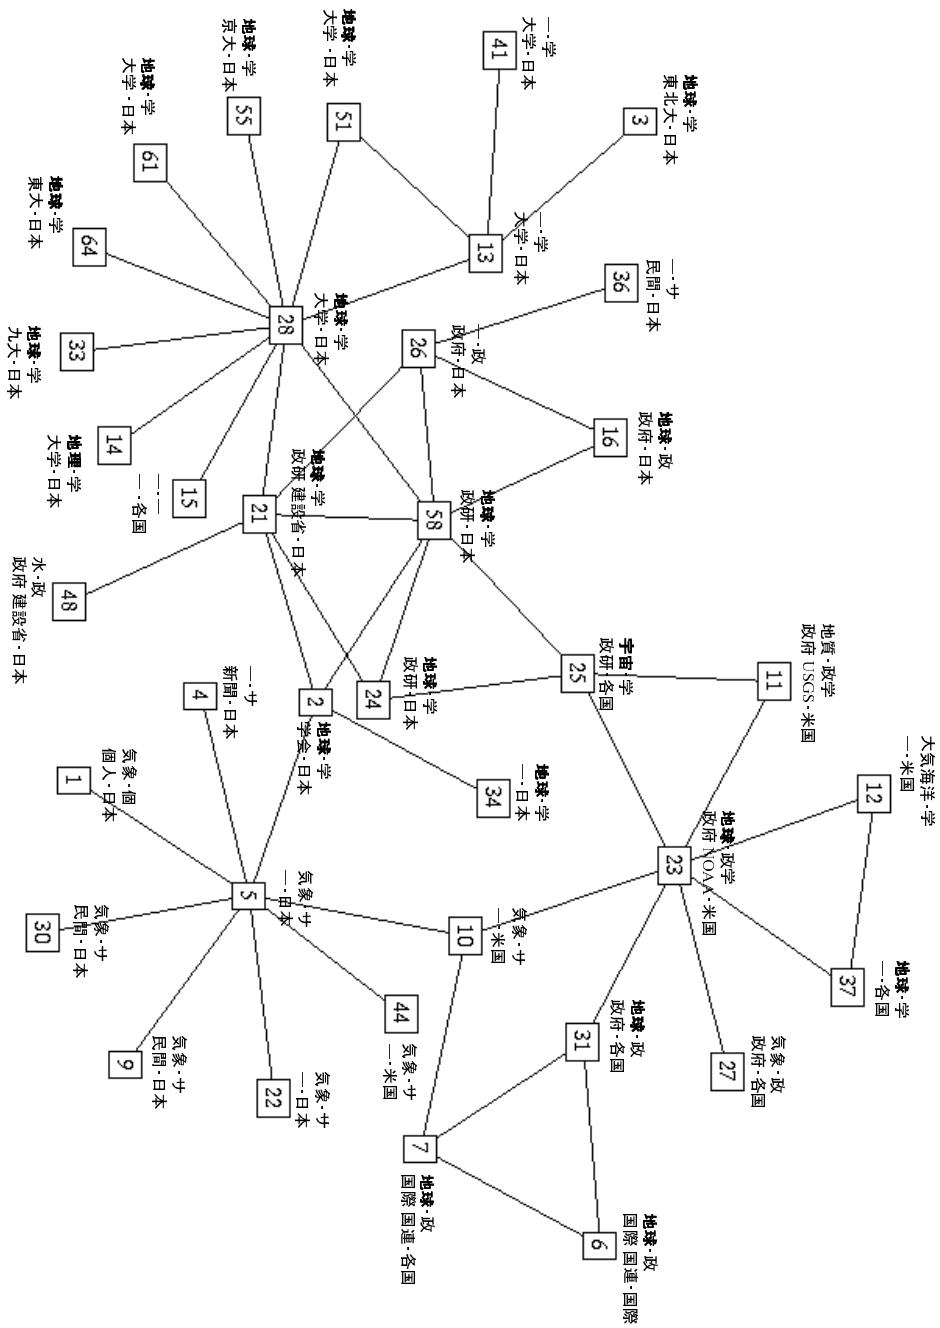 大気海洋・学
一・米国
12
地球・学
一・各国
37
地質・政学
政府 USGS・米国
11
気象・政
政府・各国
27
地球・政学
政府 NOAA・米国
23
地球・学
東北大・日本
3
一・サ
民間・日本
36
地球・政
政府・日本
16
宇宙・学
政研・各国
25
地球・政
政府・各国
31
地球・政
国際 国連・国際
6
一・学
大学・日本
41
一・学
大学・日本
13
地球・学
政研・日本
58
地球・学
一・日本
34
気象・サ
一・米国
10
一・政
政府・日本
26
地球・学
政研・日本
24
気象・サ
一・米国
44
地球・政
国際 国連・各国
7
地球・学
大学・日本
51
地球・学
大学・日本
28
地球・学
政研 建設省・日本
21
地球・学
学会・日本
2
気象・サ
一・日本
5
気象・サ
一・日本
22
地球・学
京大・日本
55
一・サ
新聞・日本
4
一・一
一・各国
15
地球・学
大学・日本
61
気象・サ
民間・日本
9
地理・学
大学・日本
14
気象・個
個人・日本
1
地球・学
東大・日本
64
地球・学
九大・日本
33
水・政
政府 建設省・日本
48
気象・サ
民間・日本
30